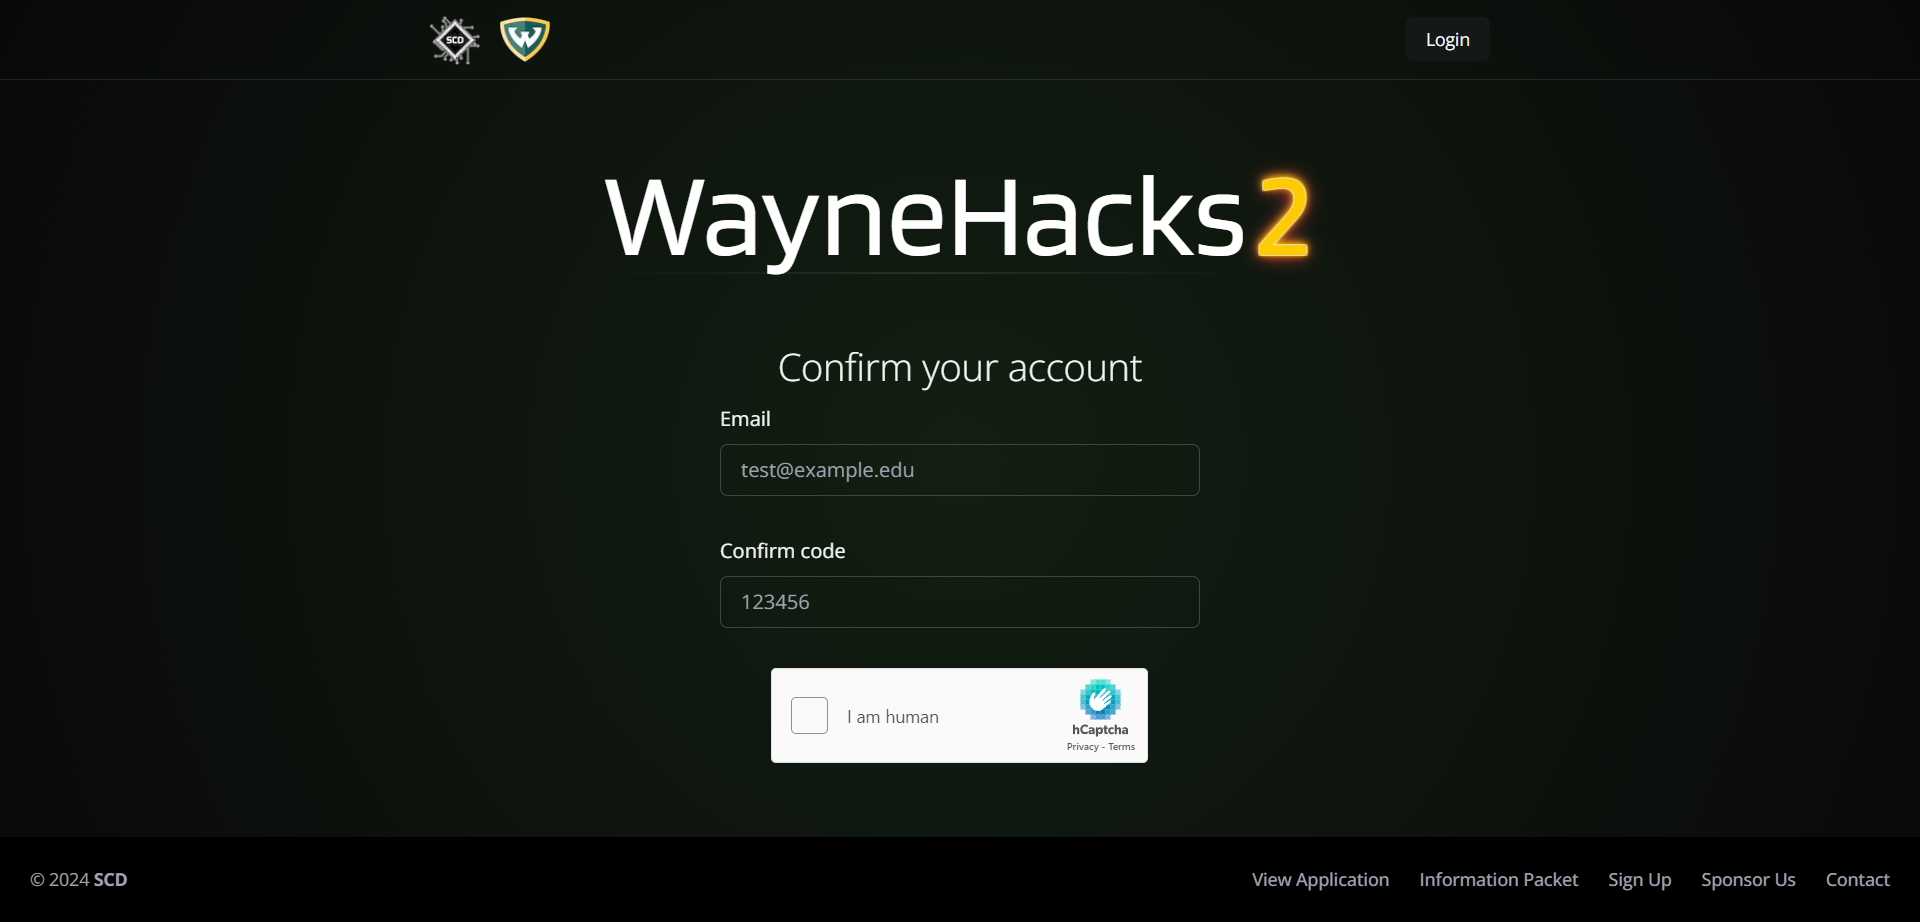 SCD
W
Login
WayneHacks 2
Confirm your account
Email
test@example.edu
Confirm code
123456
I am human
hCaptcha
Privacy - Terms
© 2024 SCD
View Application
Information Packet
Sign Up
Sponsor Us
Contact